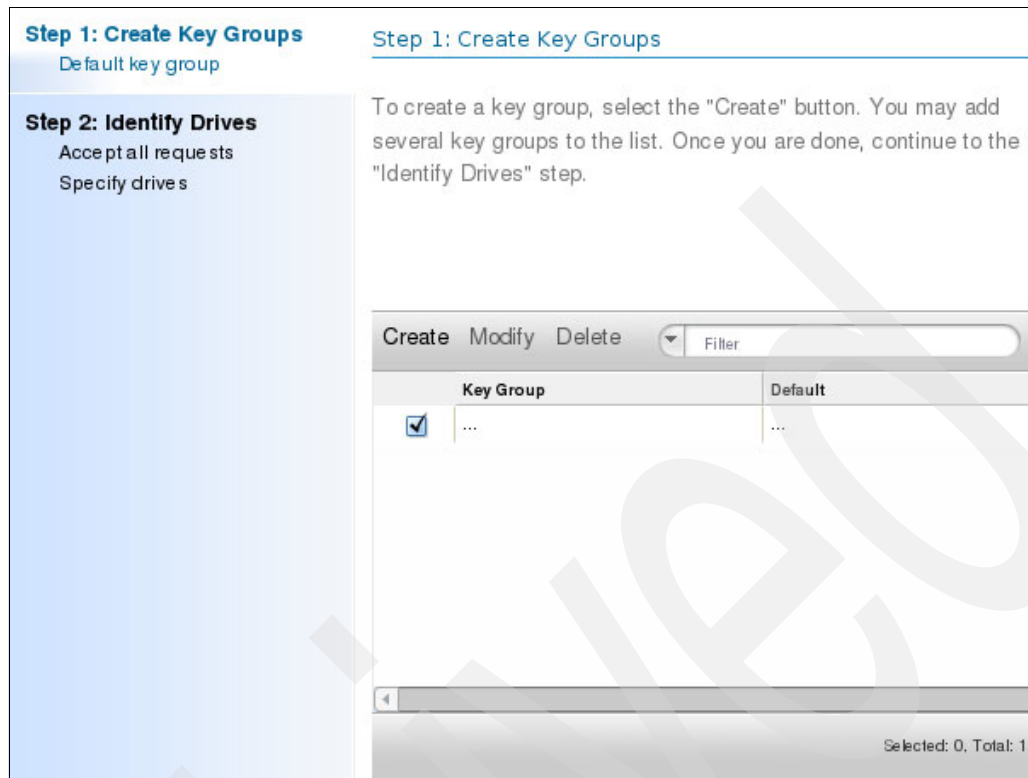 Step 1: Create Key Groups
Default key group
Step 2: Identify Drives
Accept all requests
Specify drives
Step 1: Create Key Groups
To create a key group, select the "Create" button. You may add
several key groups to the list. Once you are done, continue to the
"Identify Drives" step.
Create Modify Delete Filter
Key Group Default
... ...
Selected: 0, Total: 1